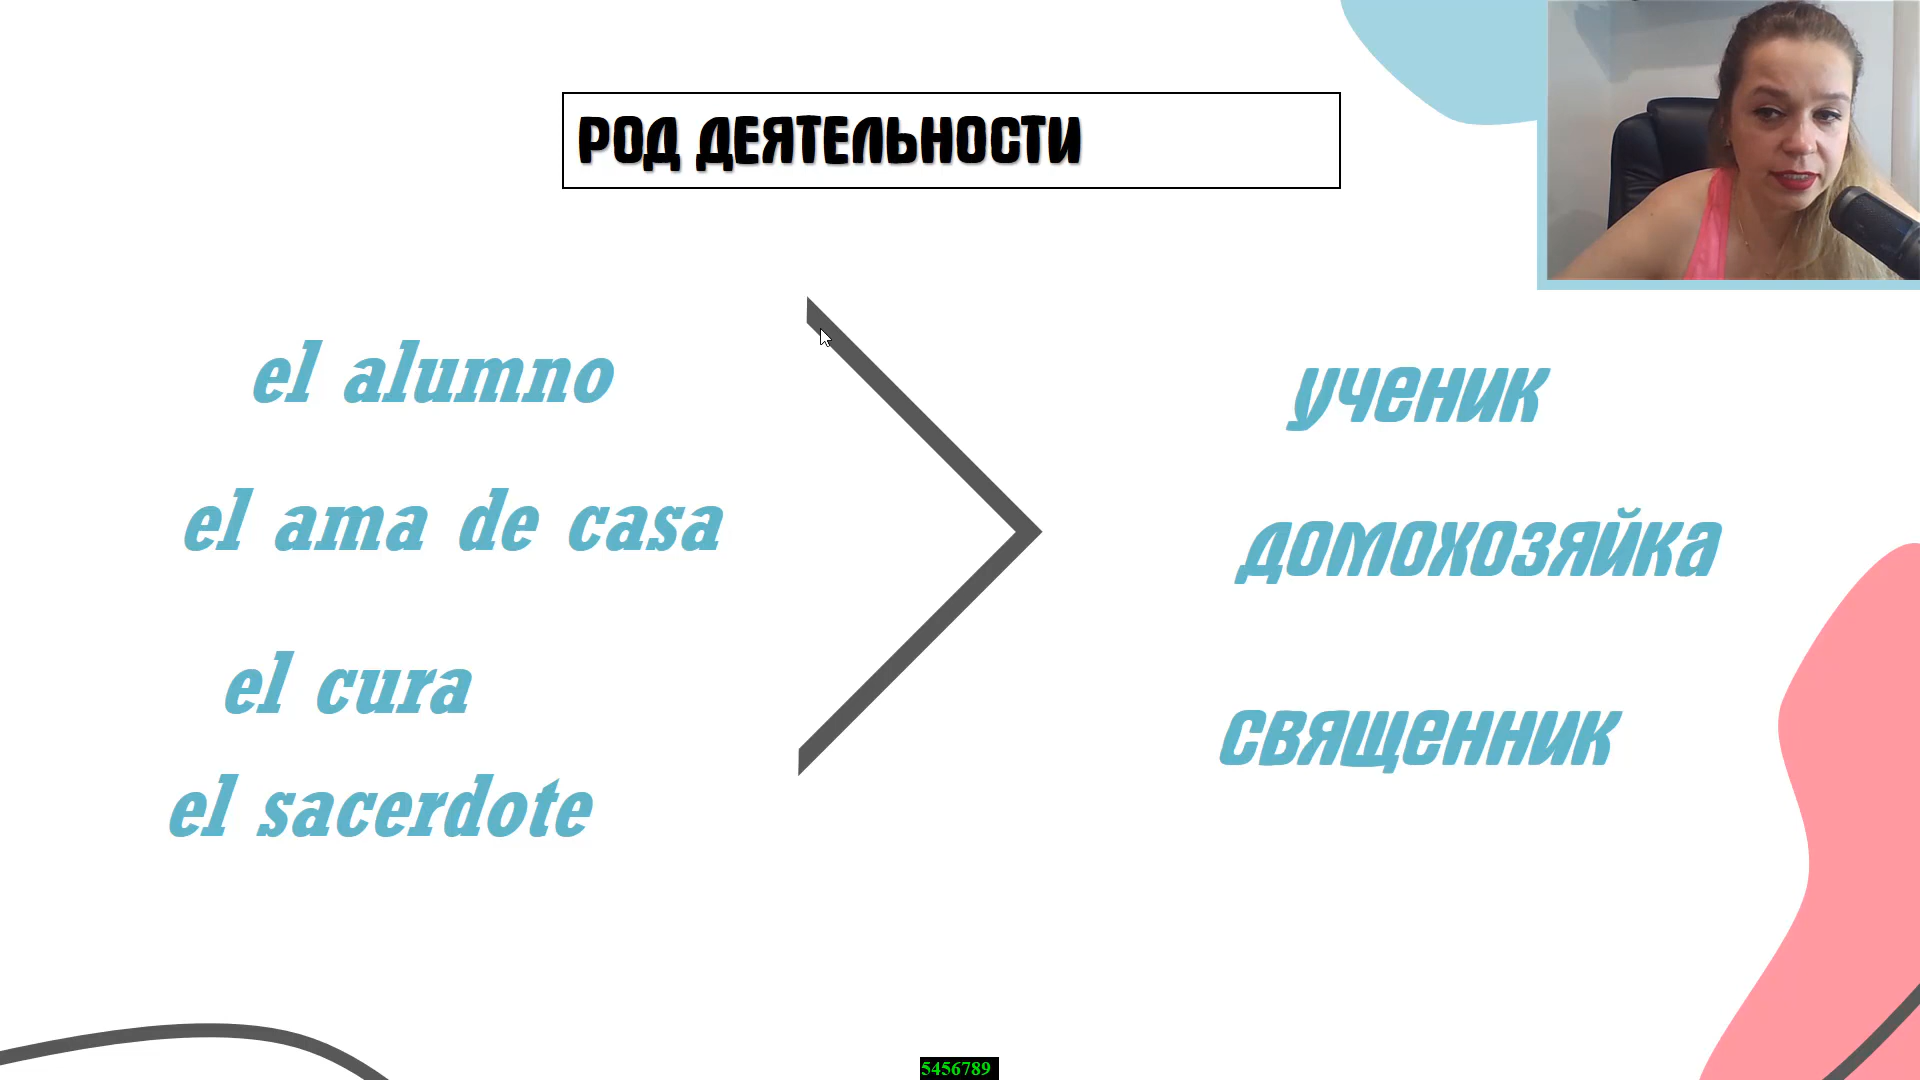 РОД ДЕЯТЕЛЬНОСТИ
el alumno
el ama de casa
el cura
el sacerdote
ученик
домохозяйка
священник
5456789